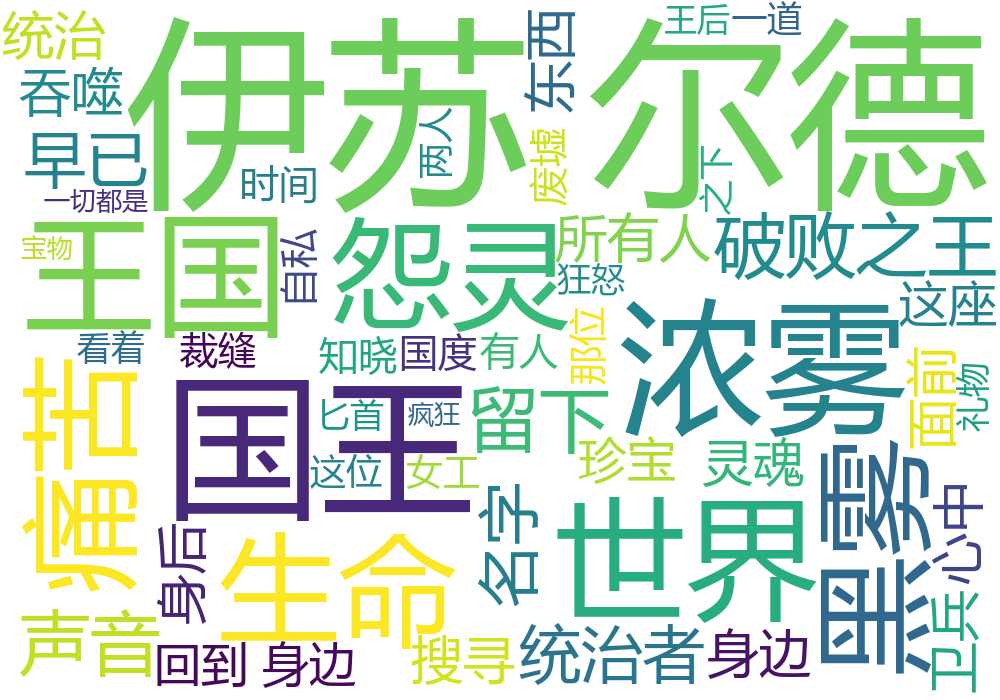 统治
伊苏尔德
东西
王后
一道
吞噬
早已
时间
两人
废墟
之下
一切都是
宝物
王国
自私
怨灵
所有人
狂怒
破败之王
这座
看着
裁缝
知晓
国度
有人
那位
浓雾
面前
礼物
痛苦
国王
匕首
疯狂
留下
这位
女工
珍宝
灵魂
黑雾
心中
身后
生命
名字
世界
卫兵
声音
回到
身边
搜寻
统治者
身边